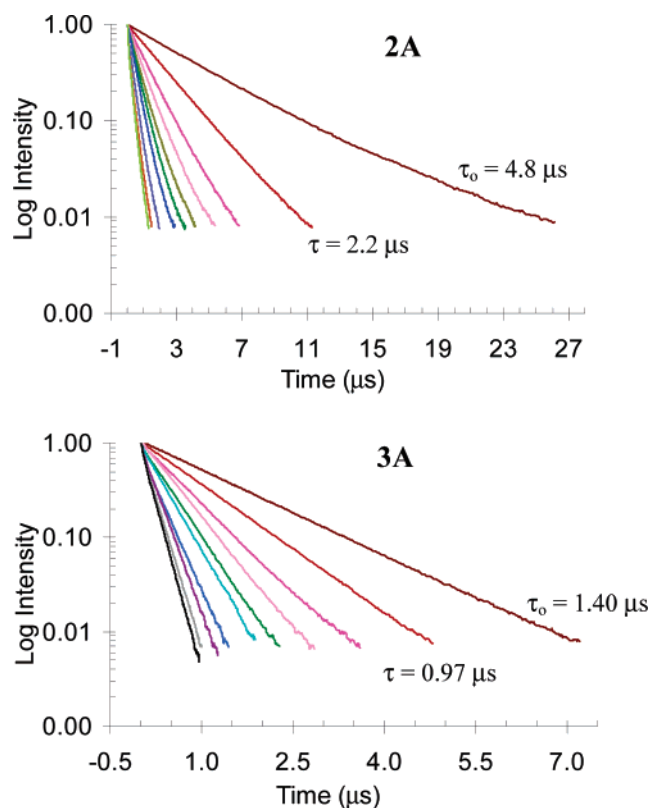 2A
1.00
0.10
0.01
0.00
Log Intensity
τo = 4.8 μs
τ = 2.2 μs
-1 3 7 11 15 19 23 27
Time (μs)
3A
1.00
0.10
0.01
0.00
Log Intensity
τo = 1.40 μs
τ = 0.97 μs
-0.5 1.0 2.5 4.0 5.5 7.0
Time (μs)